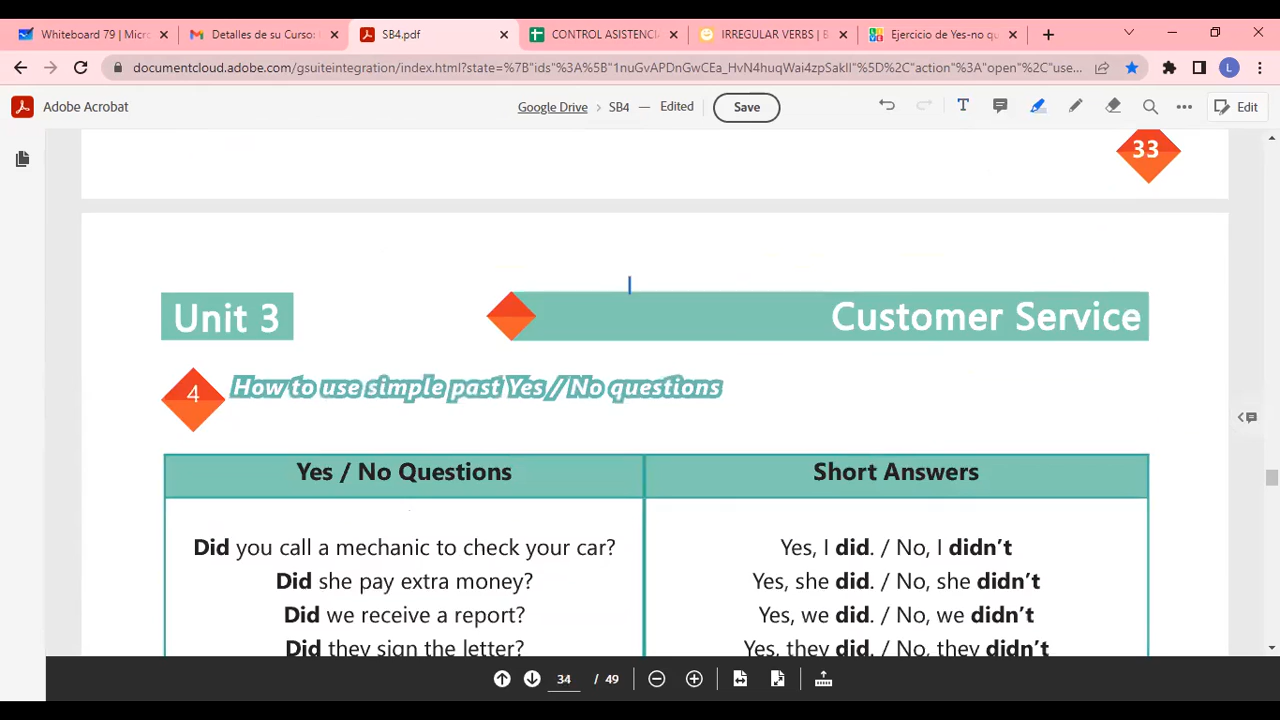 Whiteboard 79 | Micro
Detalles de su Curso:
SB4.pdf
CONTROL ASISTENCI
IRREGULAR VERBS | B
Ejercicio de Yes-no qu
documentcloud.adobe.com/gsuiteintegration/index.html?state=%7B"ids"%3A%5B"1nuGvAPDnGwCEa_HvN4huqWai4zpSakIl"%5D%2C"action"%3A"open"%2C"use...
L
Adobe Acrobat
Google Drive > SB4 — Edited
Save
Edit
33
Unit 3
Customer Service
4
How to use simple past Yes / No questions
Yes / No Questions
Short Answers
Did you call a mechanic to check your car?
Yes, I did. / No, I didn't
Did she pay extra money?
Yes, she did. / No, she didn't
Did we receive a report?
Yes, we did. / No, we didn't
Did they sign the letter?
Yes, they did. / No, they didn't
34 / 49